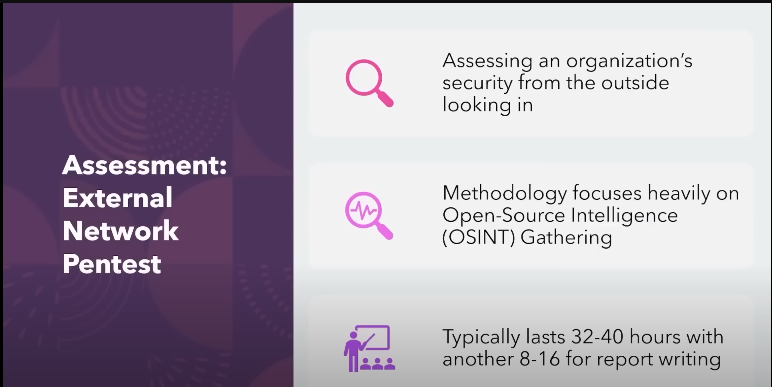 Assessment:
External
Network
Pentest
Assessing an organization's
security from the outside
looking in
Methodology focuses heavily on
Open-Source Intelligence
(OSINT) Gathering
Typically lasts 32-40 hours with
another 8-16 for report writing